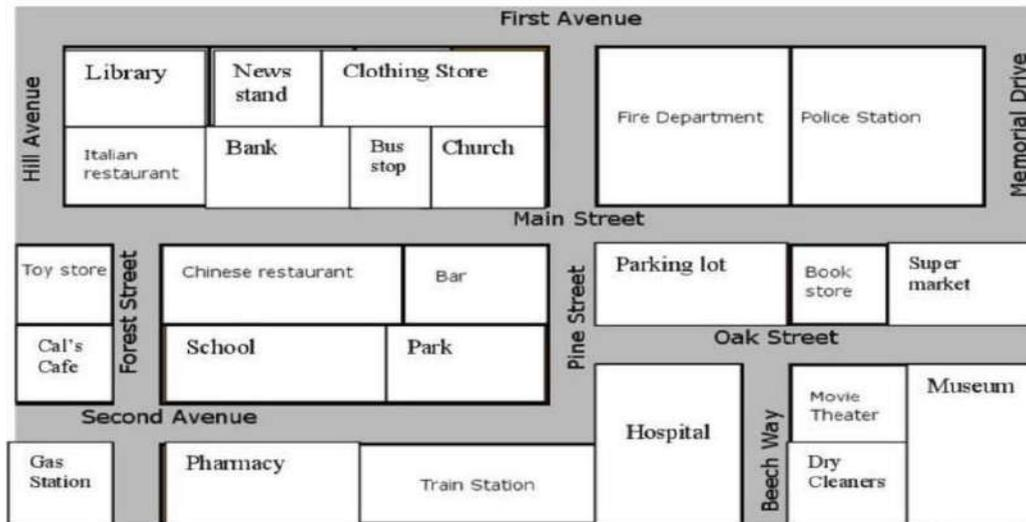 First Avenue
Hill Avenue
Library
News
stand
Clothing Store
Fire Department
Police Station
Memorial Drive
Italian
restaurant
Bank
Bus
stop
Church
Main Street
Toy store
Forest Street
Chinese restaurant
Bar
Pine Street
Parking lot
Book
store
Super
market
Cal's
Cafe
School
Park
Oak Street
Second Avenue
Hospital
Beech Way
Movie
Theater
Museum
Gas
Station
Pharmacy
Train Station
Dry
Cleaners